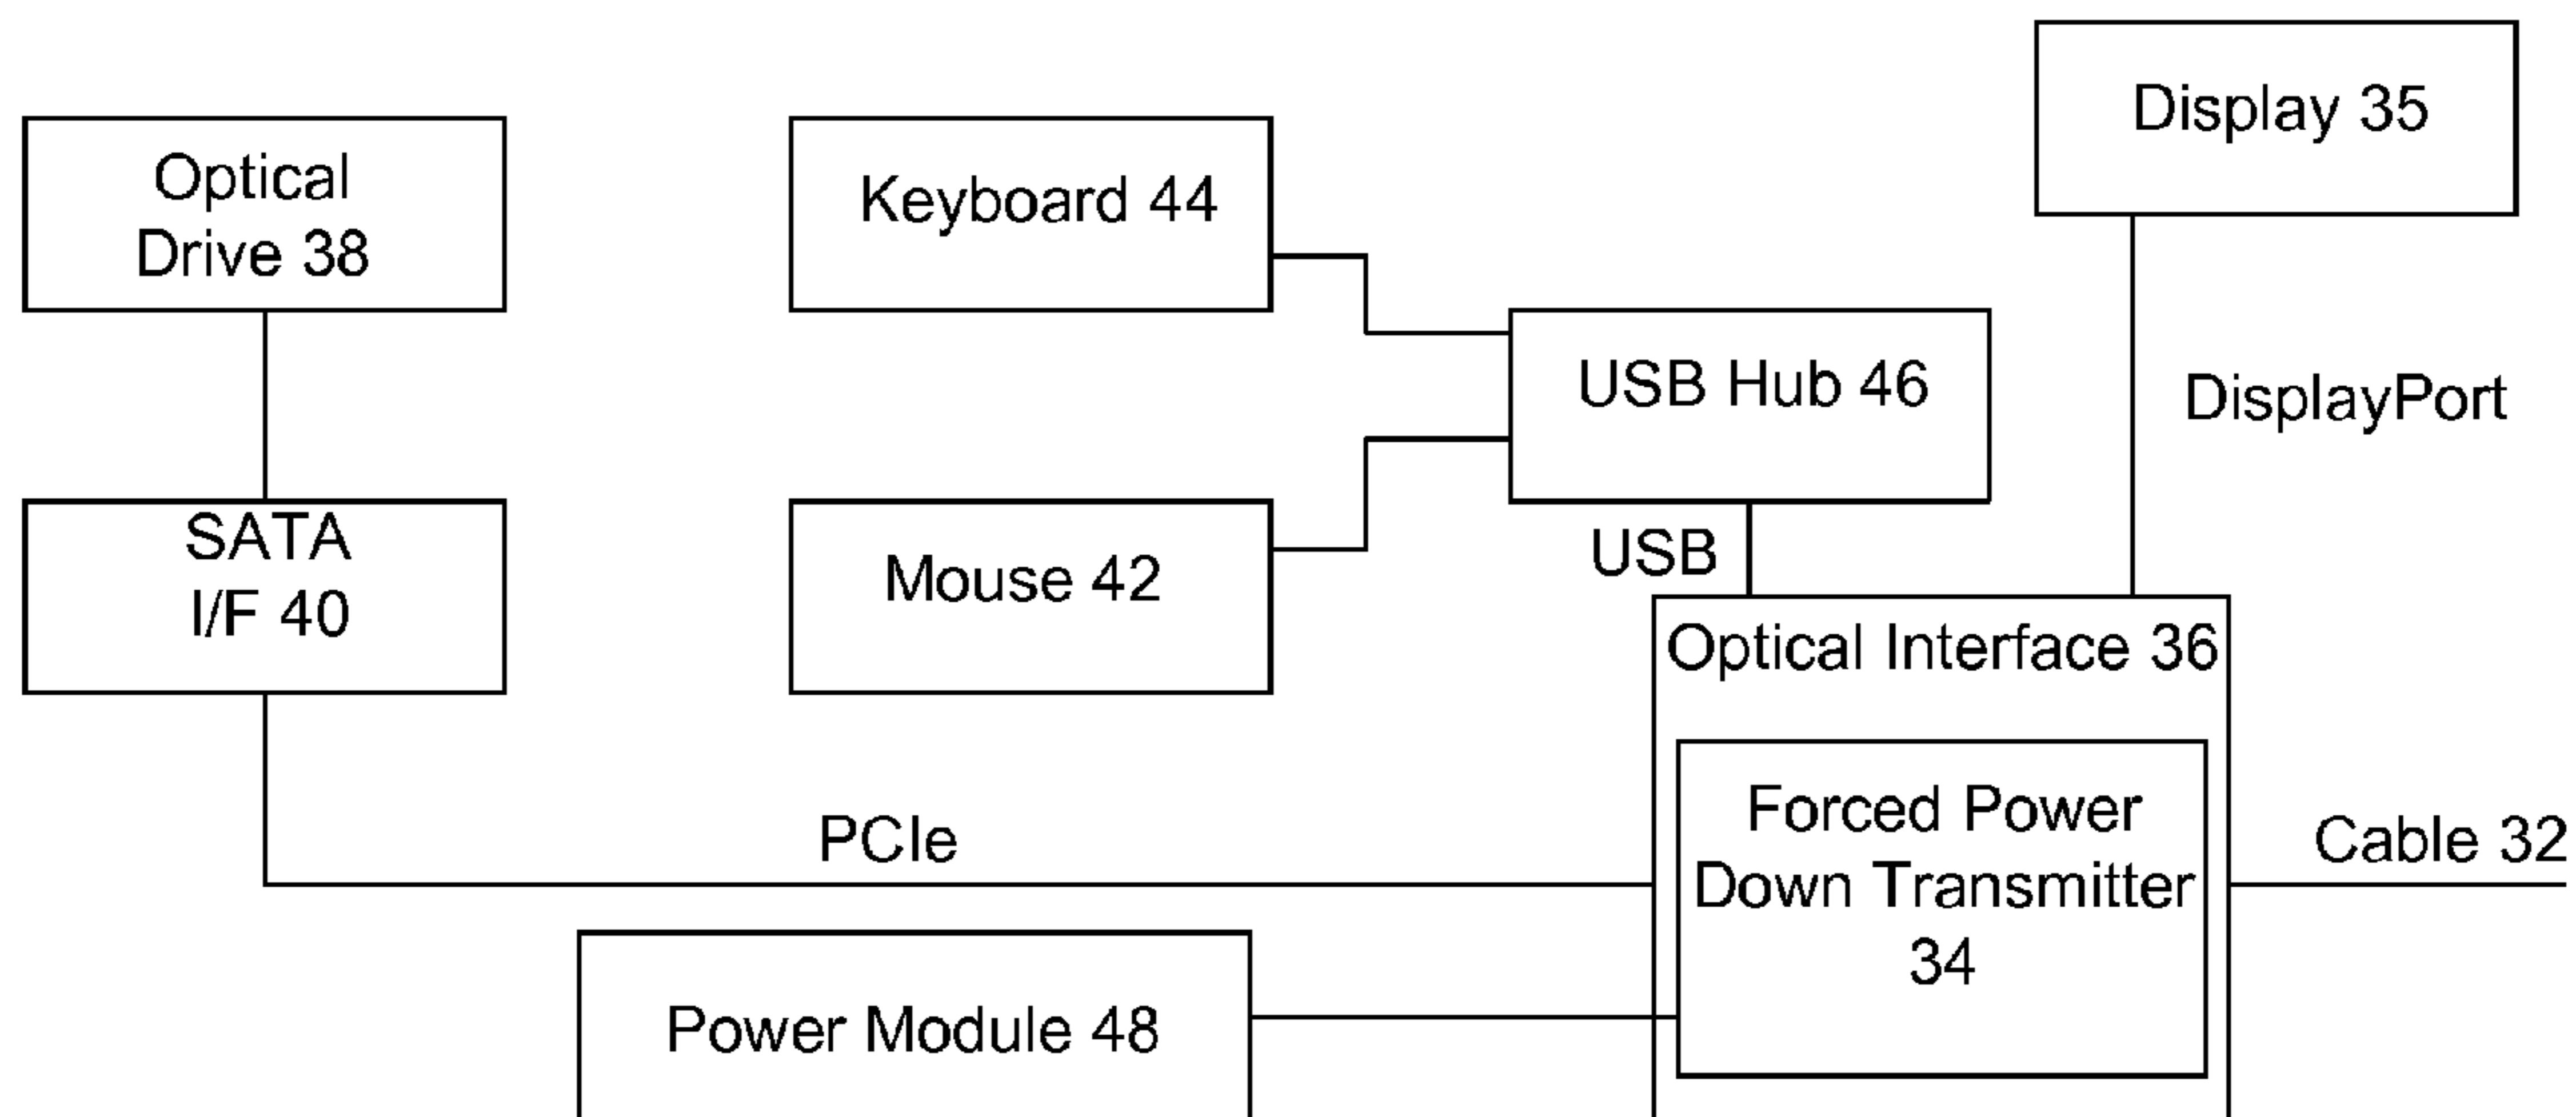 Display 35
Optical
Drive 38
Keyboard 44
USB Hub 46
DisplayPort
SATA
I/F 40
Mouse 42
USB
Optical Interface 36
Forced Power
Down Transmitter
34
PCIe
Cable 32
Power Module 48